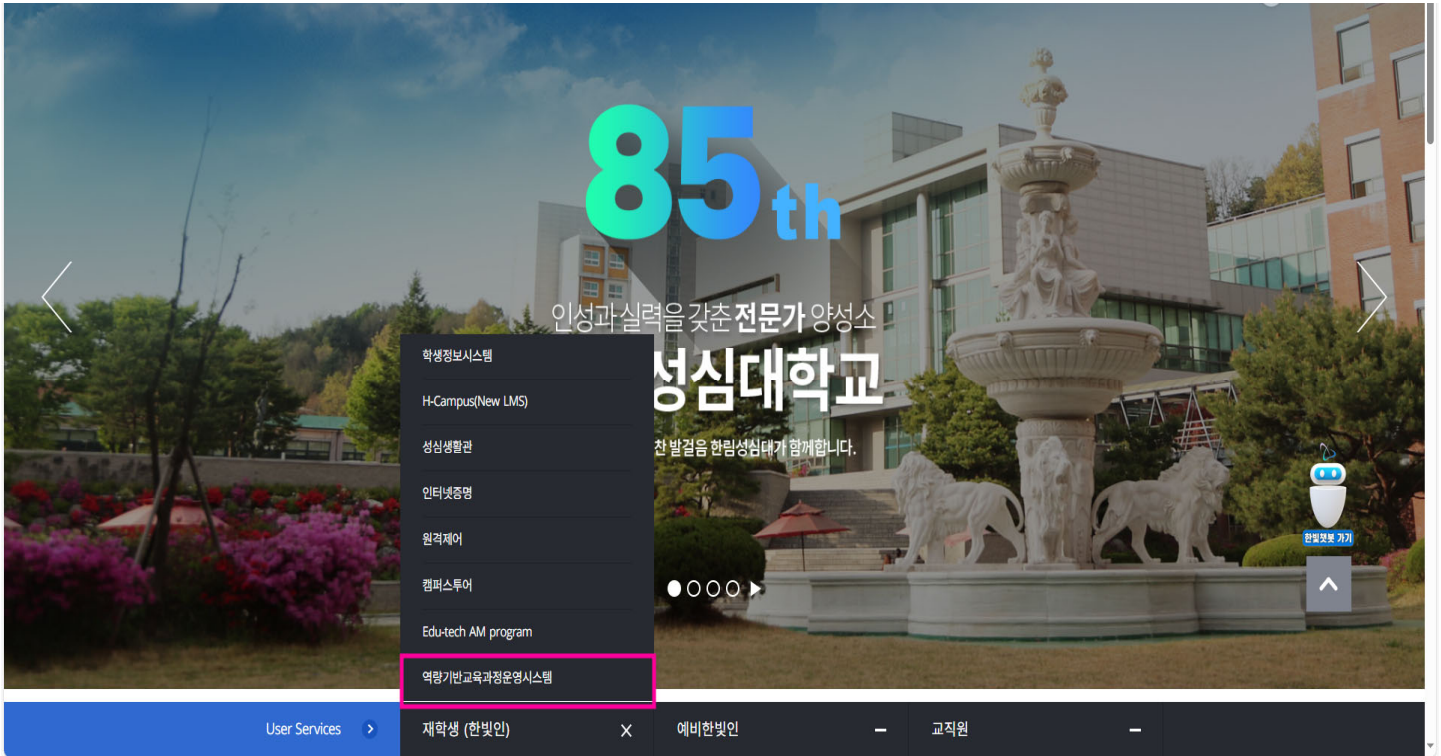 85th
인성과 실력을 갖춘 전문가 양성소
성심대학교
찬 발걸음 한림성심대가 함께합니다.
학생정보시스템
H-Campus(New LMS)
성심생활관
인터넷증명
원격제어
캠퍼스투어
Edu-tech AM program
역량기반교육과정운영시스템
한빛챗봇 가기
User Services
재학생 (한빛인)
예비한빛인
교직원